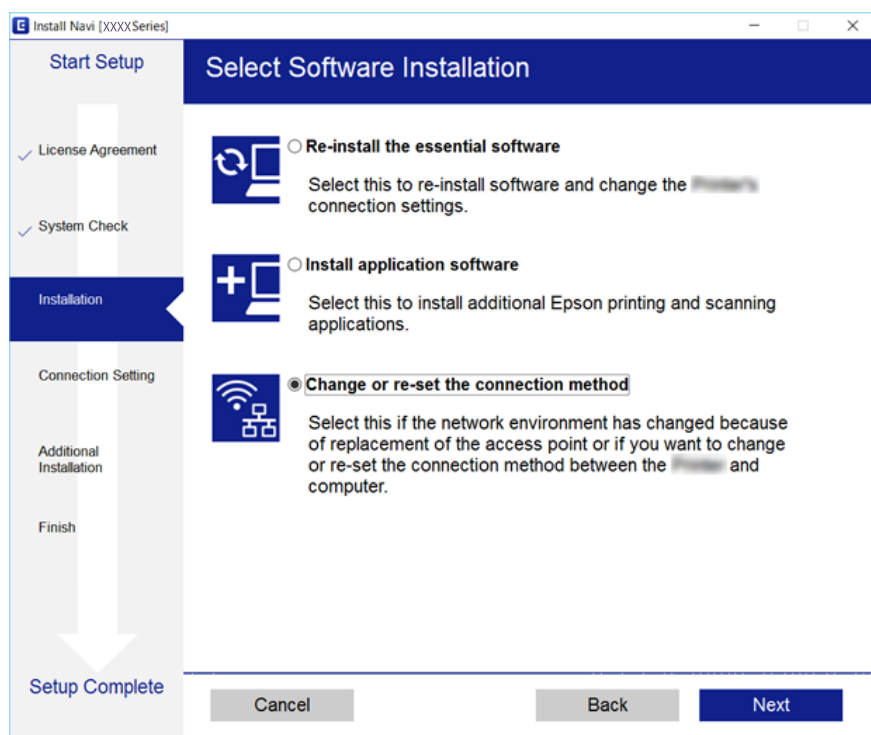 Install Navi [XXXX Series]
Start Setup
License Agreement
System Check
Installation
Connection Setting
Additional
Installation
Finish
Setup Complete
Select Software Installation
Re-install the essential software
Select this to re-install software and change the
connection settings.
Install application software
Select this to install additional Epson printing and scanning
applications.
Change or re-set the connection method
Select this if the network environment has changed because
of replacement of the access point or if you want to change
or re-set the connection method between the and
computer.
Cancel
Back
Next